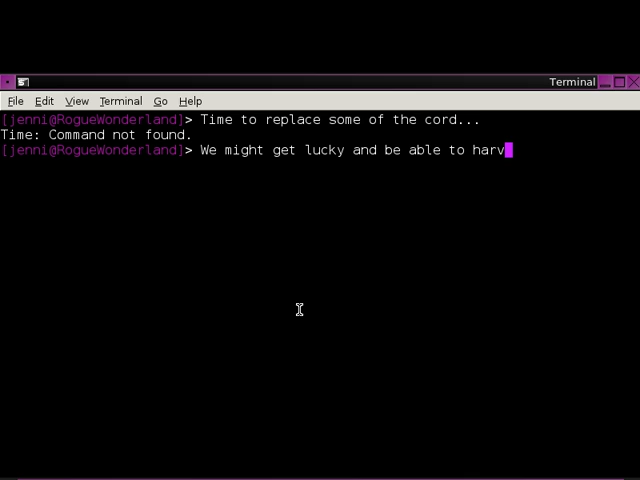 Terminal
File Edit View Terminal Go Help
[jenni@RogueWonderland]> Time to replace some of the cord...
Time: Command not found.
[jenni@RogueWonderland]> We might get lucky and be able to harv